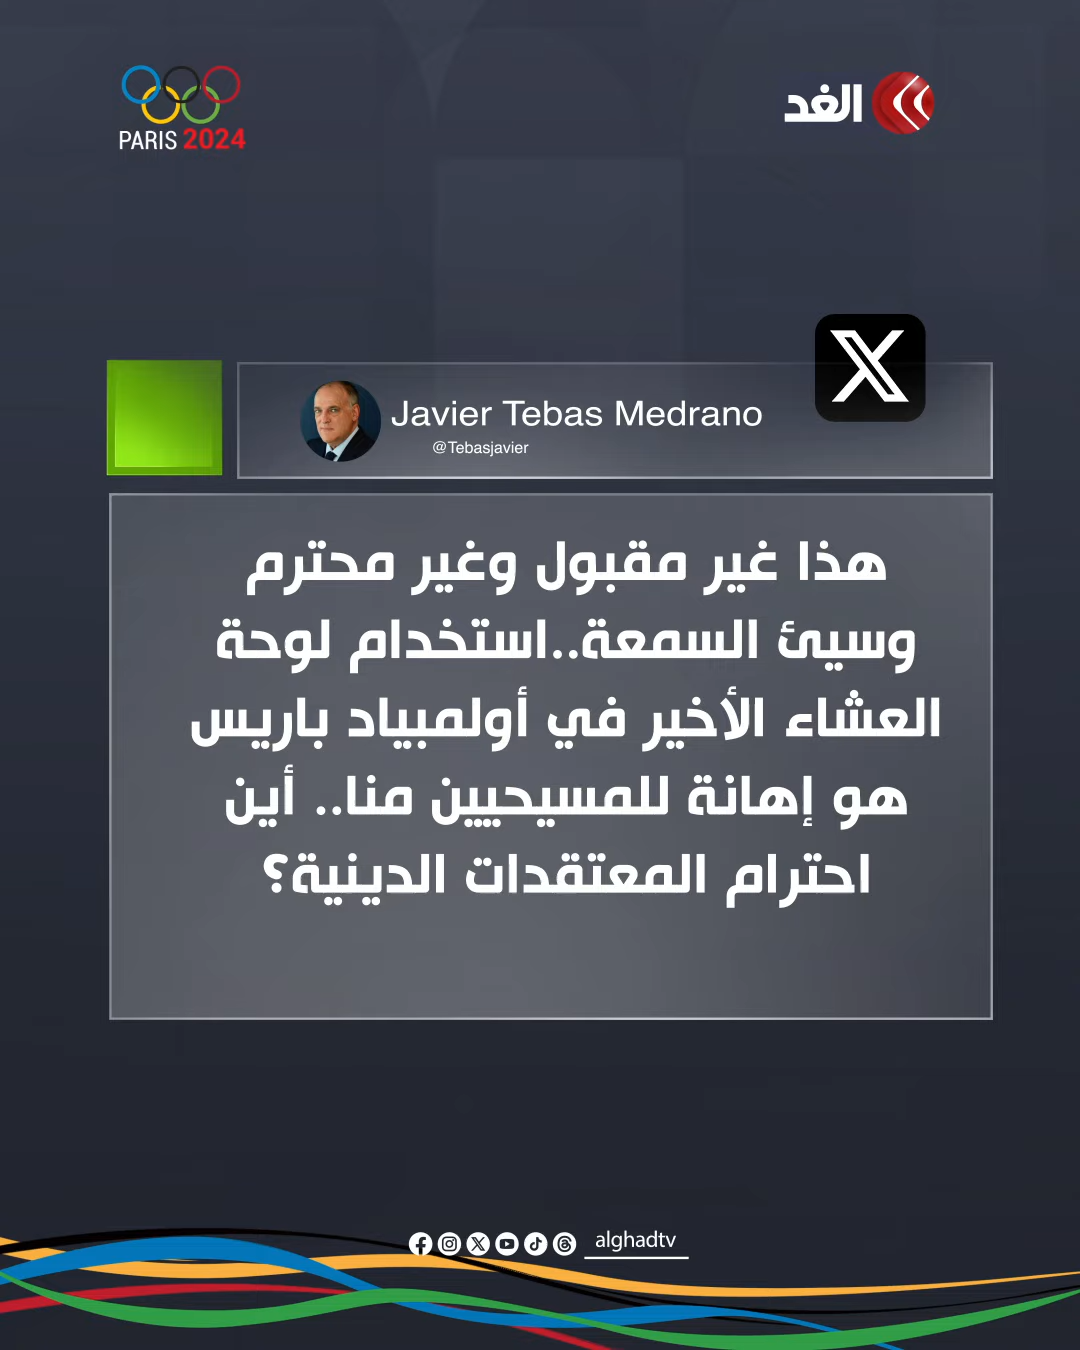 PARIS 2024
الغد
Javier Tebas Medrano
@Tebasjavier
هذا غير مقبول وغير محترم
وسيئ السمعة..استخدام لوحة
العشاء الأخير في أولمبياد باريس
هو إهانة للمسيحيين منا.. أين
احترام المعتقدات الدينية؟
alghadtv